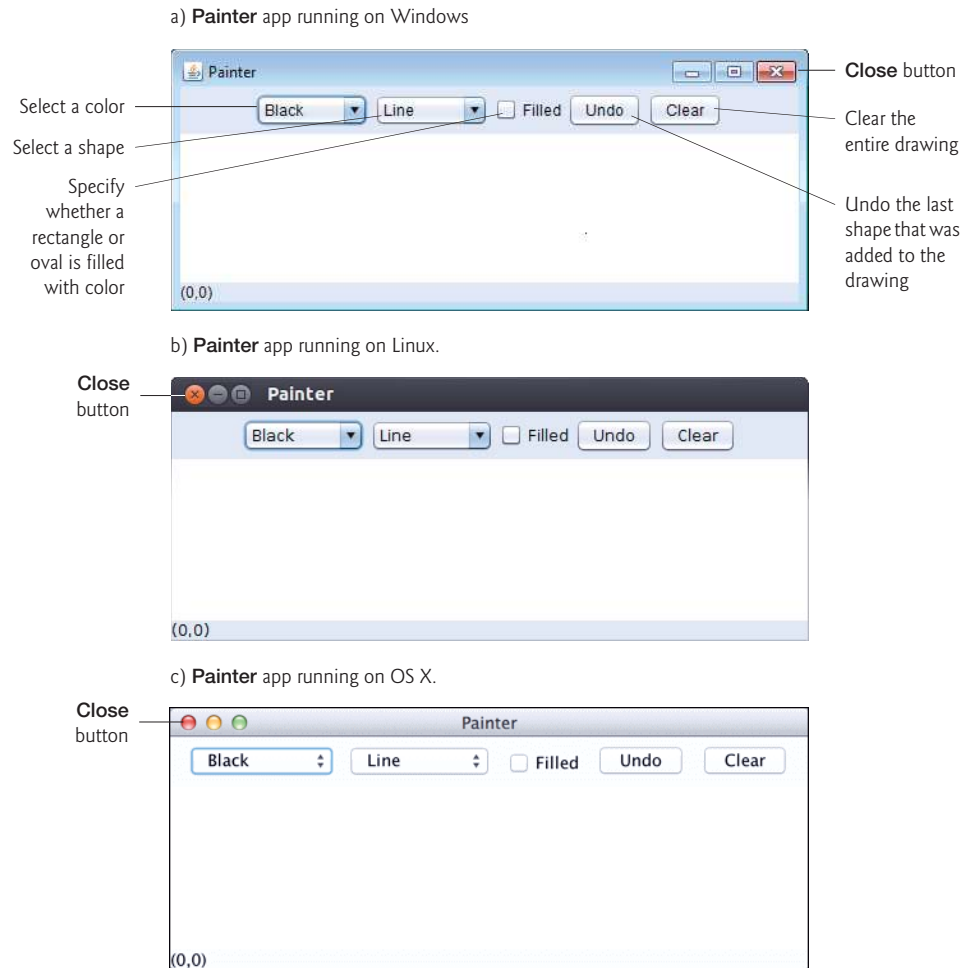 a) Painter app running on Windows
Painter
Close button
Select a color
Black
Line
Filled
Undo
Clear
Clear the
entire drawing
Select a shape
Specify
whether a
rectangle or
oval is filled
with color
Undo the last
shape that was
added to the
drawing
(0,0)
b) Painter app running on Linux.
Close
button
Painter
Black
Line
Filled
Undo
Clear
(0,0)
c) Painter app running on OS X.
Close
button
Painter
Black
Line
Filled
Undo
Clear
(0,0)